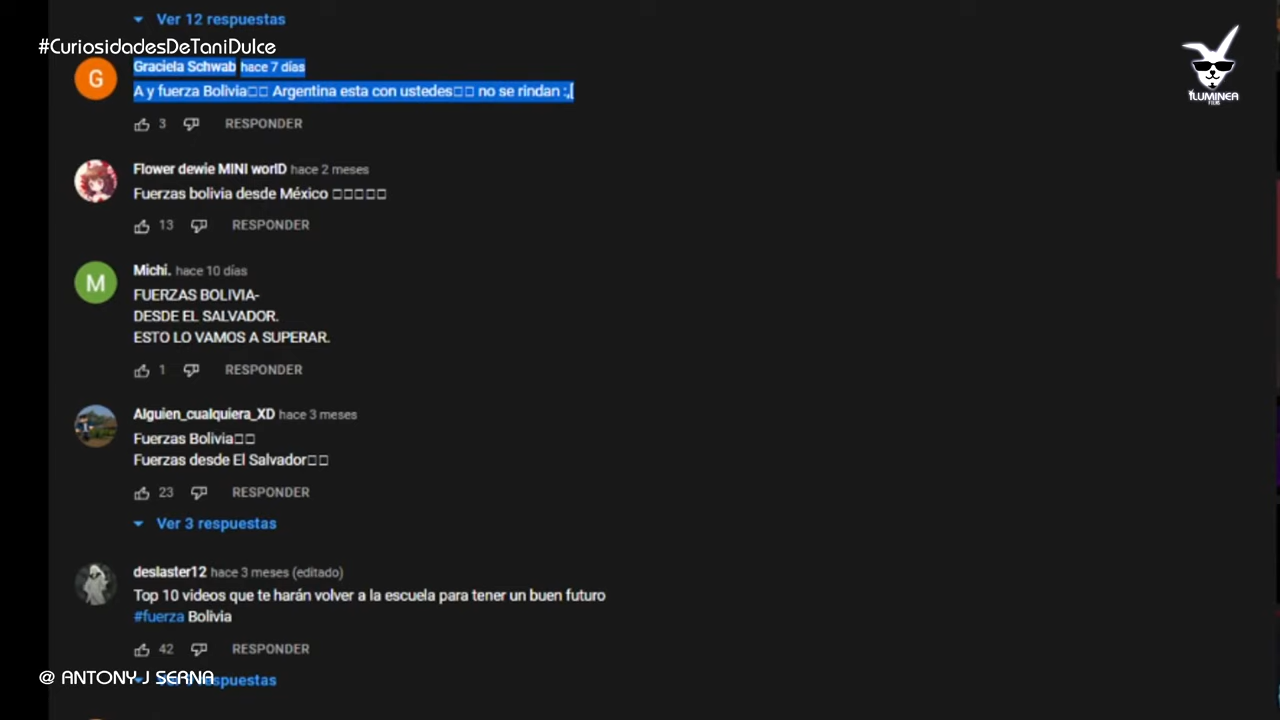 Ver 12 respuestas
#CuriosidadesDeTaniDulce
Graciela Schwab hace 7 días
G
A y fuerza Bolivia□□ Argentina esta con ustedes□□ no se rindan :,[
3 RESPONDER
ILUMINEA
FILMS
Flower dewie MINI worlD hace 2 meses
Fuerzas bolivia desde México □□□□□
13 RESPONDER
Michi. hace 10 días
M
FUERZAS BOLIVIA-
DESDE EL SALVADOR.
ESTO LO VAMOS A SUPERAR.
1 RESPONDER
Alguien_cualquiera_XD hace 3 meses
Fuerzas Bolivia□□
Fuerzas desde El Salvador□□
23 RESPONDER
Ver 3 respuestas
deslaster12 hace 3 meses (editado)
Top 10 videos que te harán volver a la escuela para tener un buen futuro
#fuerza Bolivia
42 RESPONDER
@ ANTONY J SERNA
respuestas